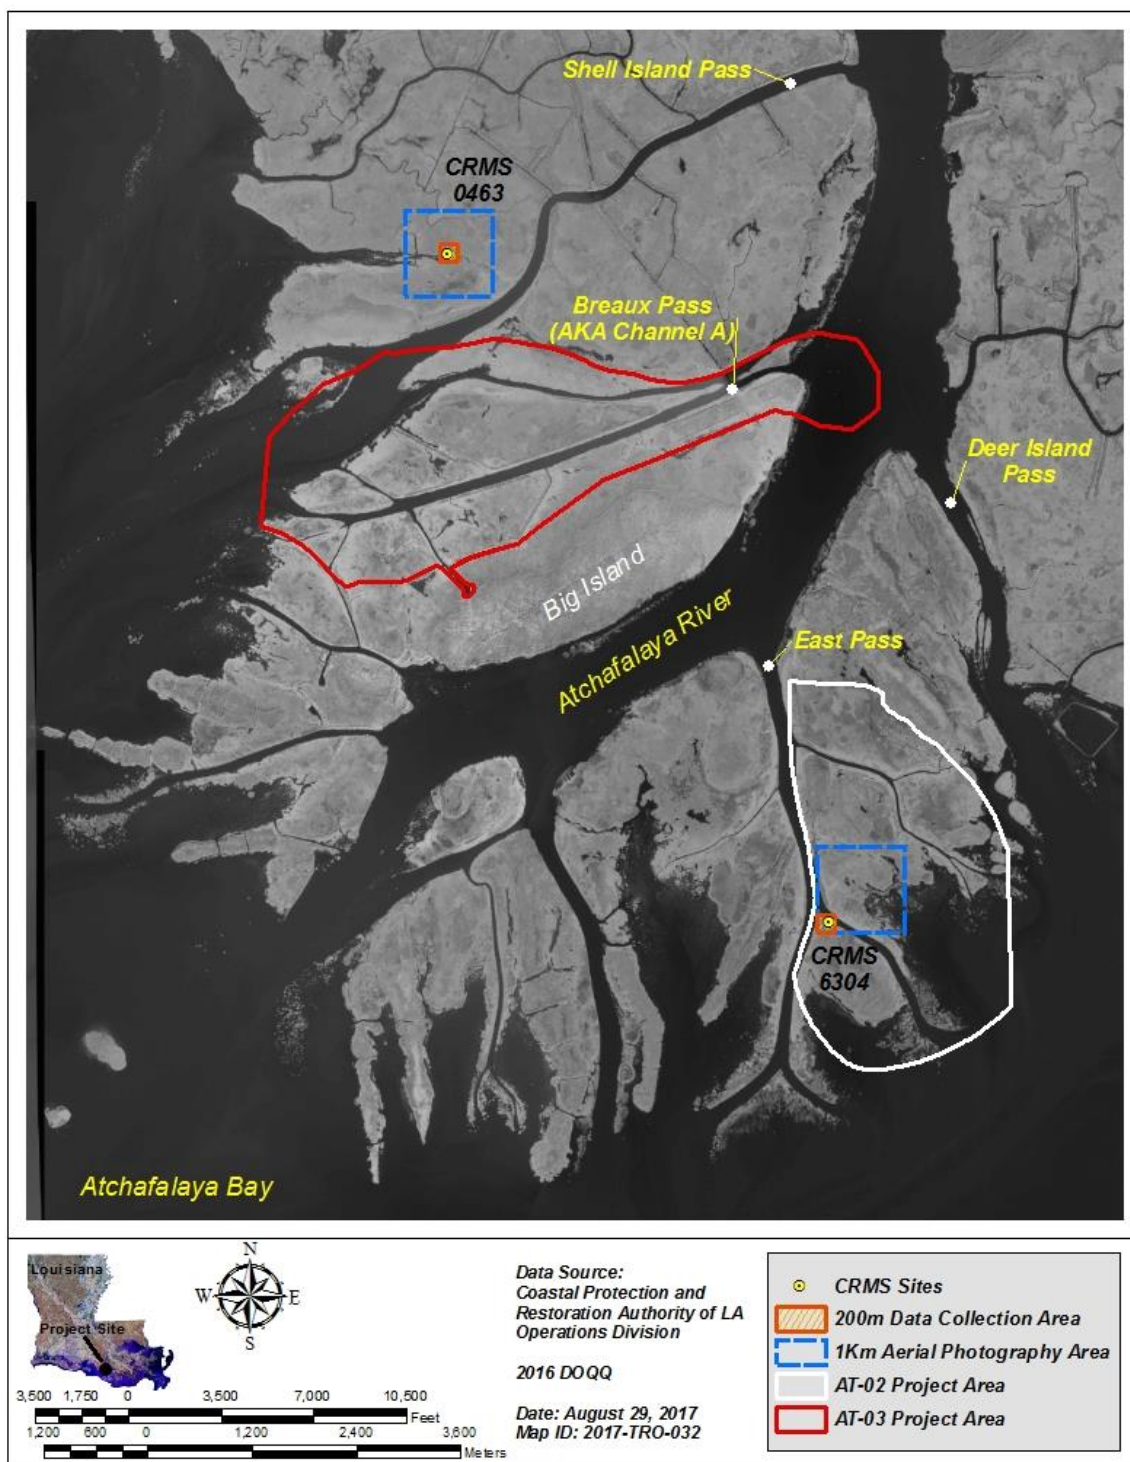 Shell Island Pass
CRMS
0463
Breaux Pass
(AKA Channel A)
Deer Island
Pass
Big Island
Atchafalaya River
East Pass
CRMS
6304
Atchafalaya Bay
Louisiana
Project Site
N
W
E
S
3,500 1,750 0 3,500 7,000 10,500
Feet
1,200 600 0 1,200 2,400 3,600
Meters
Data Source:
Coastal Protection and
Restoration Authority of LA
Operations Division
2016 DOQQ
Date: August 29, 2017
Map ID: 2017-TRO-032
CRMS Sites
200m Data Collection Area
1Km Aerial Photography Area
AT-02 Project Area
AT-03 Project Area